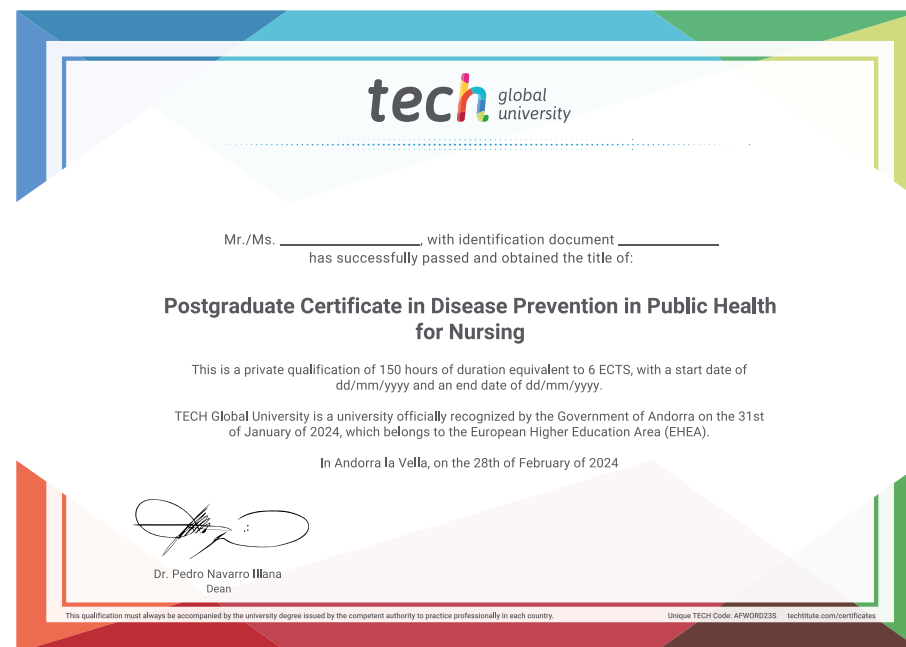 tech global
university
Mr./Ms. ____________, with identification document ____________
has successfully passed and obtained the title of:
Postgraduate Certificate in Disease Prevention in Public Health
for Nursing
This is a private qualification of 150 hours of duration equivalent to 6 ECTS, with a start date of
dd/mm/yyyy and an end date of dd/mm/yyyy.
TECH Global University is a university officially recognized by the Government of Andorra on the 31st
of January of 2024, which belongs to the European Higher Education Area (EHEA).
In Andorra la Vella, on the 28th of February of 2024
Dr. Pedro Navarro Illana
Dean
This qualification must always be accompanied by the university degree issued by the competent authority to practice professionally in each country. Unique TECH Code: AFWORD23S techtitute.com/certificates